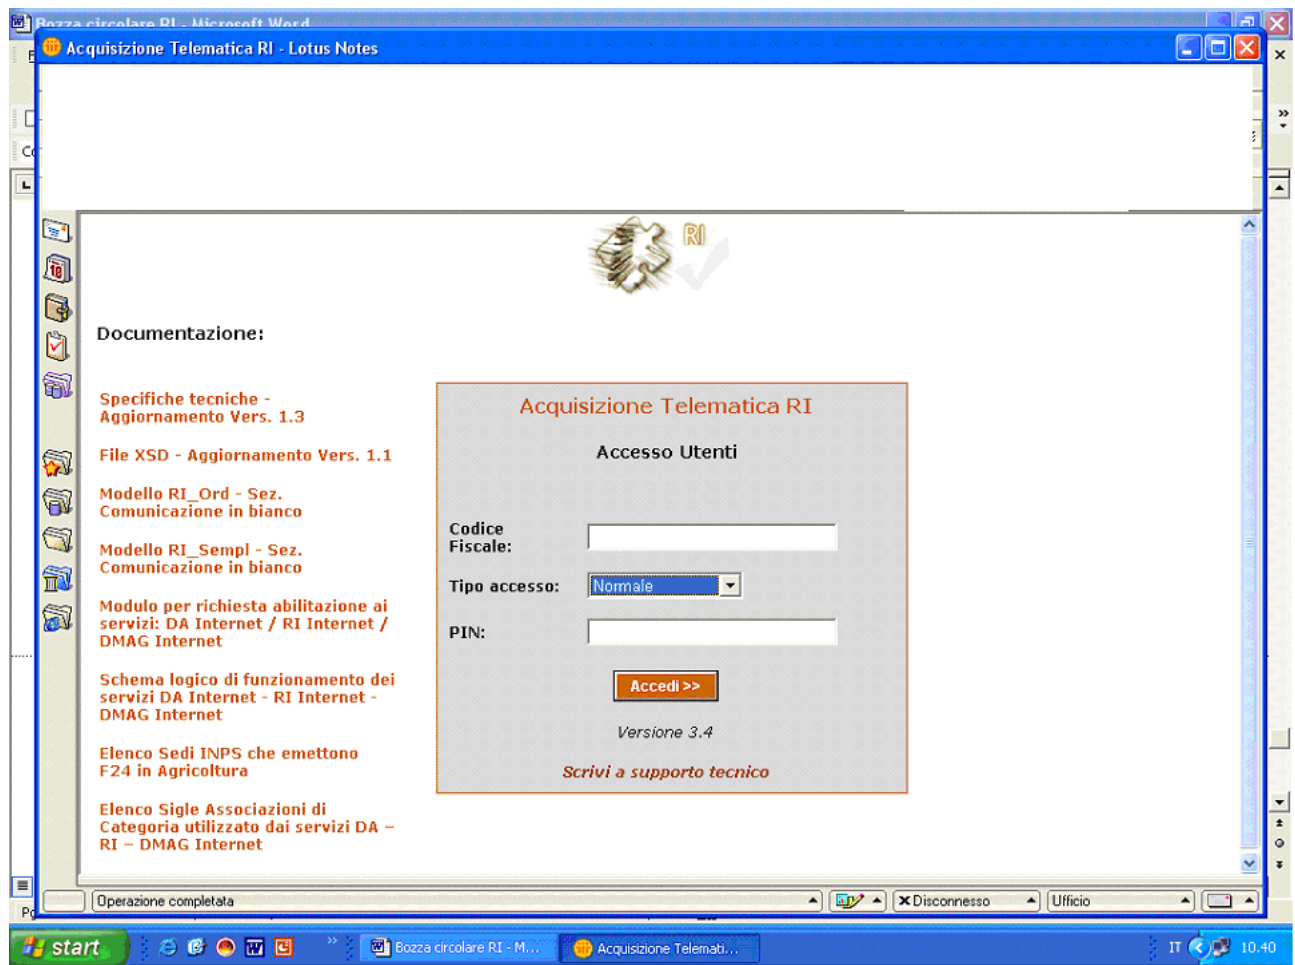 Bozza circolare RI - Microsoft Word
Acquisizione Telematica RI - Lotus Notes
RI
Documentazione:
Specifiche tecniche -
Aggiornamento Vers. 1.3
File XSD - Aggiornamento Vers. 1.1
Modello RI_Ord - Sez.
Comunicazione in bianco
Modello RI_Sempl - Sez.
Comunicazione in bianco
Modulo per richiesta abilitazione ai
servizi: DA Internet / RI Internet /
DMAG Internet
Schema logico di funzionamento dei
servizi DA Internet - RI Internet -
DMAG Internet
Elenco Sedi INPS che emettono
F24 in Agricoltura
Elenco Sigle Associazioni di
Categoria utilizzato dai servizi DA –
RI – DMAG Internet
Acquisizione Telematica RI
Accesso Utenti
Codice
Fiscale:
Tipo accesso:
Normale
PIN:
Accedi >>
Versione 3.4
Scrivi a supporto tecnico
Operazione completata
Disconnesso
Ufficio
start
Bozza circolare RI - M...
Acquisizione Telemati...
IT
10.40